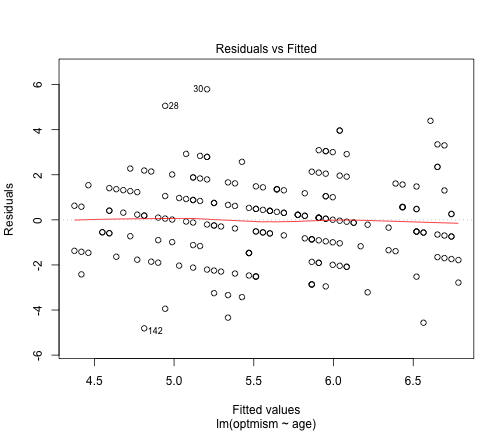 Residuals vs Fitted
Residuals
6
4
2
0
-2
-4
-6
30
28
142
4.5 5.0 5.5 6.0 6.5
Fitted values
lm(optmism ~ age)